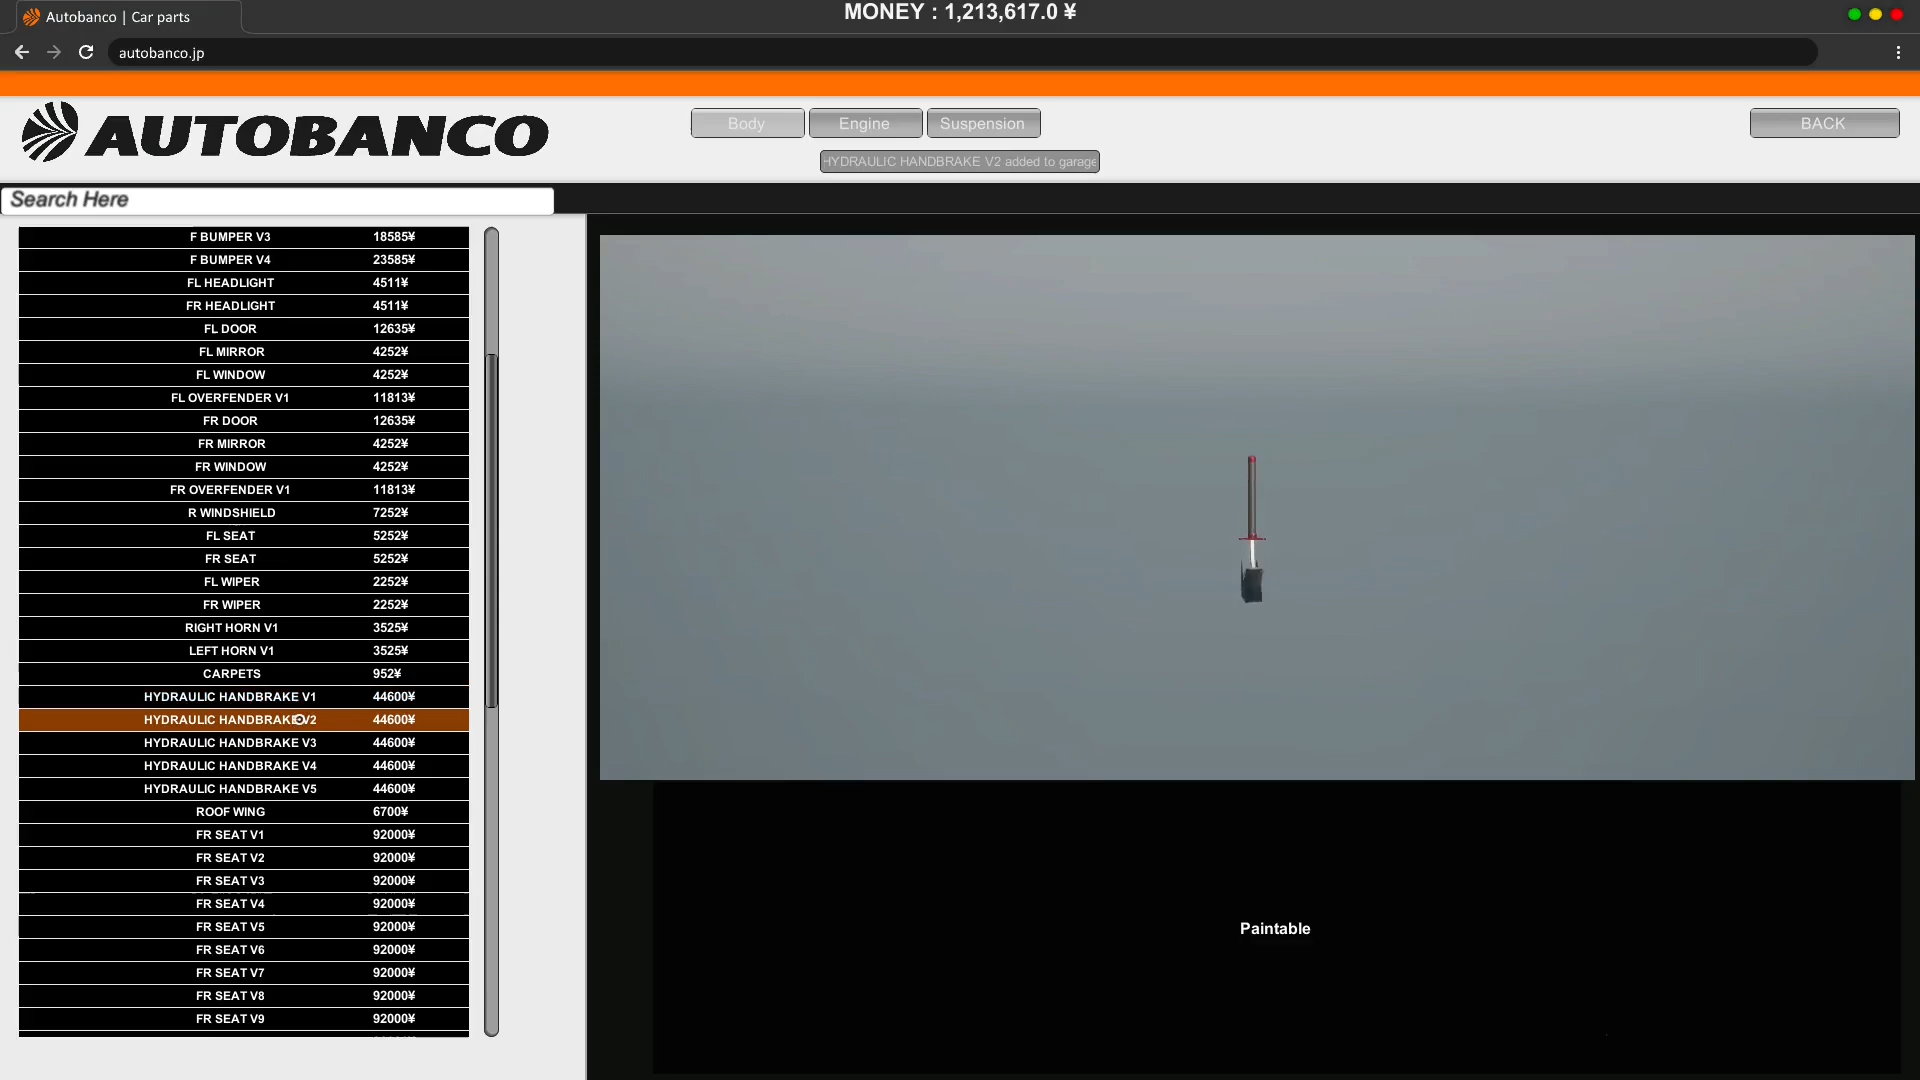 Autobanco | Car parts
MONEY : 1,213,617.0 ¥
autobanco.jp
AUTOBANCO
Body
Engine
Suspension
BACK
HYDRAULIC HANDBRAKE V2 added to garage
Search Here
F BUMPER V3 18585¥
F BUMPER V4 23585¥
FL HEADLIGHT 4511¥
FR HEADLIGHT 4511¥
FL DOOR 12635¥
FL MIRROR 4252¥
FL WINDOW 4252¥
FL OVERFENDER V1 11813¥
FR DOOR 12635¥
FR MIRROR 4252¥
FR WINDOW 4252¥
FR OVERFENDER V1 11813¥
R WINDSHIELD 7252¥
FL SEAT 5252¥
FR SEAT 5252¥
FL WIPER 2252¥
FR WIPER 2252¥
RIGHT HORN V1 3525¥
LEFT HORN V1 3525¥
CARPETS 952¥
HYDRAULIC HANDBRAKE V1 44600¥
HYDRAULIC HANDBRAKE V2 44600¥
HYDRAULIC HANDBRAKE V3 44600¥
HYDRAULIC HANDBRAKE V4 44600¥
HYDRAULIC HANDBRAKE V5 44600¥
ROOF WING 6700¥
FR SEAT V1 92000¥
FR SEAT V2 92000¥
FR SEAT V3 92000¥
FR SEAT V4 92000¥
FR SEAT V5 92000¥
FR SEAT V6 92000¥
FR SEAT V7 92000¥
FR SEAT V8 92000¥
FR SEAT V9 92000¥
Paintable